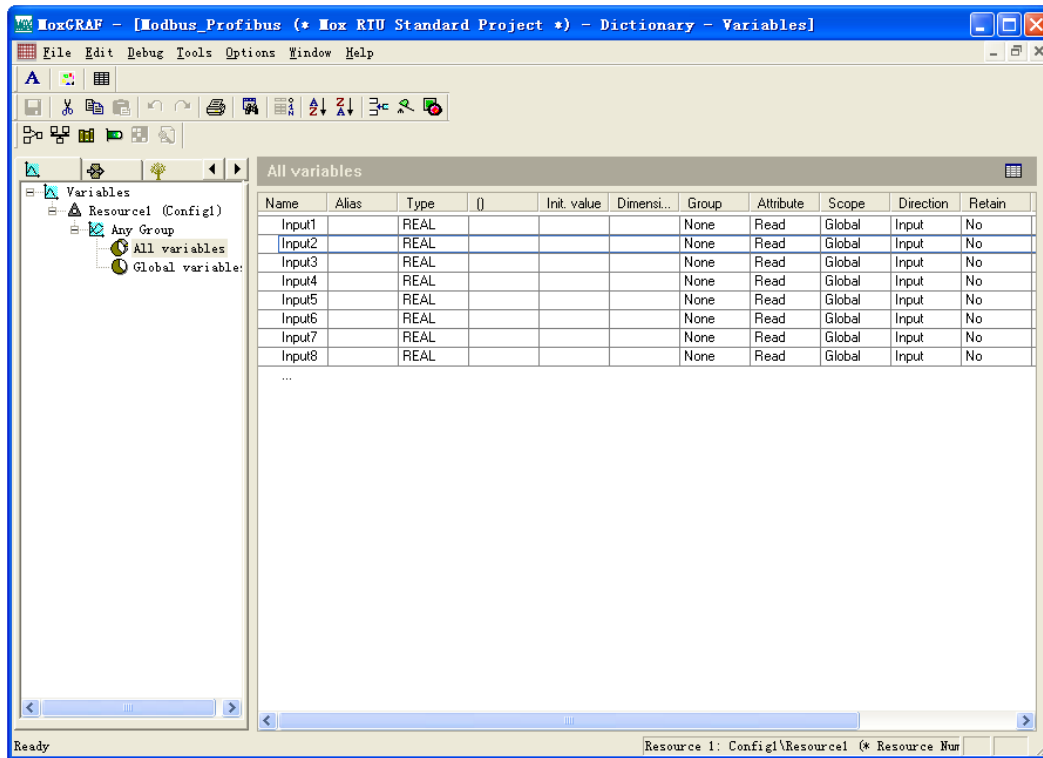 MoxGRAF - [Modbus_Profibus (* Mox RTU Standard Project *) - Dictionary - Variables]
File Edit Debug Tools Options Window Help
All variables
Variables
Resource1 (Config1)
Any Group
All variables
Global variable
Name Alias Type () Init. value Dimensi... Group Attribute Scope Direction Retain
Input1 REAL None Read Global Input No
Input2 REAL None Read Global Input No
Input3 REAL None Read Global Input No
Input4 REAL None Read Global Input No
Input5 REAL None Read Global Input No
Input6 REAL None Read Global Input No
Input7 REAL None Read Global Input No
Input8 REAL None Read Global Input No
...
Ready Resource 1: Config1\Resource1 (* Resource Num